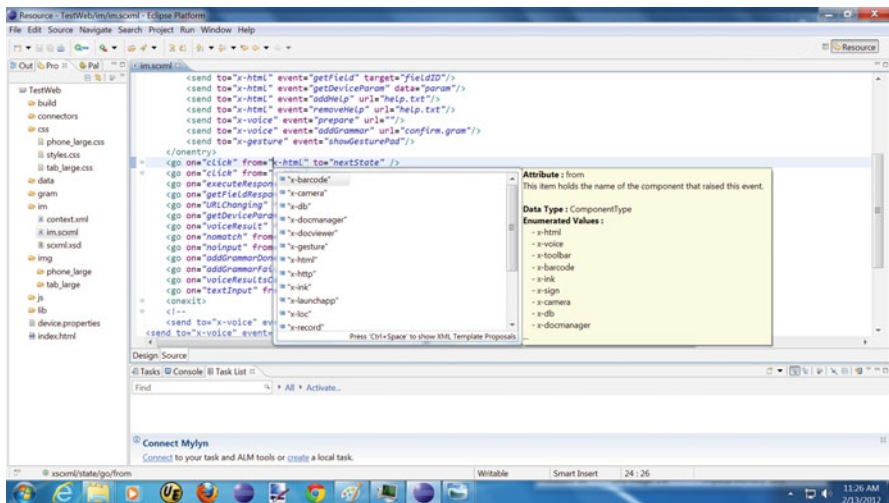 Resource - TestWeb/im/im.scxml - Eclipse Platform
File Edit Source Navigate Search Project Run Window Help
Resource
Out Pro Pal
im.scxml
TestWeb
build
connectors
css
phone_large.css
styles.css
tab_large.css
data
gram
im
context.xml
im.scxml
scxml.xsd
img
phone_large
tab_large
js
lib
device.properties
index.html
<send to="x-html" event="getField" target="fieldID"/>
<send to="x-html" event="getDeviceParam" data="param"/>
<send to="x-html" event="addHelp" url="help.txt"/>
<send to="x-html" event="removeHelp" url="help.txt"/>
<send to="x-voice" event="prepare" url=""/>
<send to="x-voice" event="addGrammar" url="confirm.gram"/>
<send to="x-gesture" event="showGesturePad"/>
</onentry>
<go on="click" from="x-html" to="nextState" />
<go on="click" from="
<go on="executeRespon
<go on="getFieldRespo
<go on="URLChanging"
<go on="getDevicePara
<go on="voiceResult"
<go on="nomatch" from
<go on="noinput" from
<go on="addGrammarDon
<go on="addGrammarFai
<go on="voiceResultsC
<go on="textInput" fr
<onexit>
<!--
<send to="x-voice" ev
<send to="x-voice" event=
"x-barcode"
"x-camera"
"x-db"
"x-docmanager"
"x-docviewer"
"x-gesture"
"x-html"
"x-http"
"x-ink"
"x-launchapp"
"x-loc"
"x-record"
Press 'Ctrl+Space' to show XML Template Proposals
Attribute : from
This item holds the name of the component that raised this event.
Data Type : ComponentType
Enumerated Values :
- x-html
- x-voice
- x-toolbar
- x-barcode
- x-ink
- x-sign
- x-camera
- x-db
- x-docmanager
Design Source
Tasks Console Task List
Find
All Activate...
Connect Mylyn
Connect to your task and ALM tools or create a local task.
xscxml/state/go/from
Writable
Smart Insert
24 : 26
11:26 AM
2/13/2012